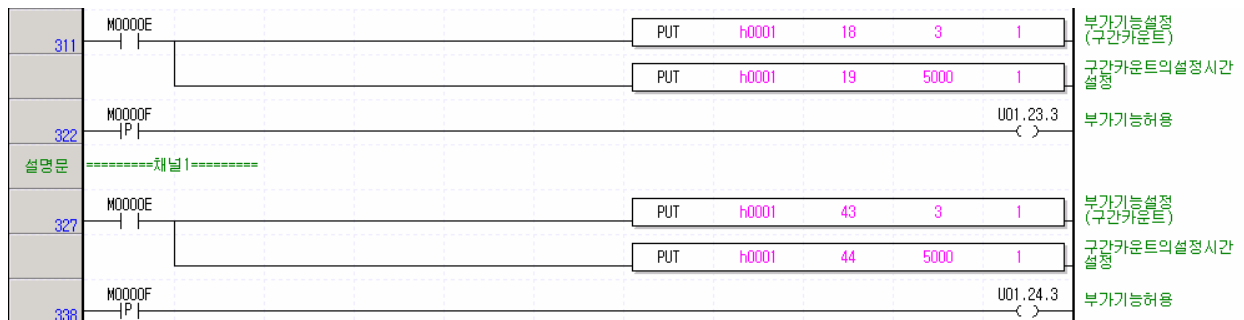 M0000E
PUT h0001 18 3 1
부가기능설정
(구간카운트)
311
PUT h0001 19 5000 1
구간카운트의설정시간
설정
M0000F
P
U01.23.3
부가기능허용
322
설명문 =========채널1=========
M0000E
PUT h0001 43 3 1
부가기능설정
(구간카운트)
327
PUT h0001 44 5000 1
구간카운트의설정시간
설정
M0000F
P
U01.24.3
부가기능허용
338